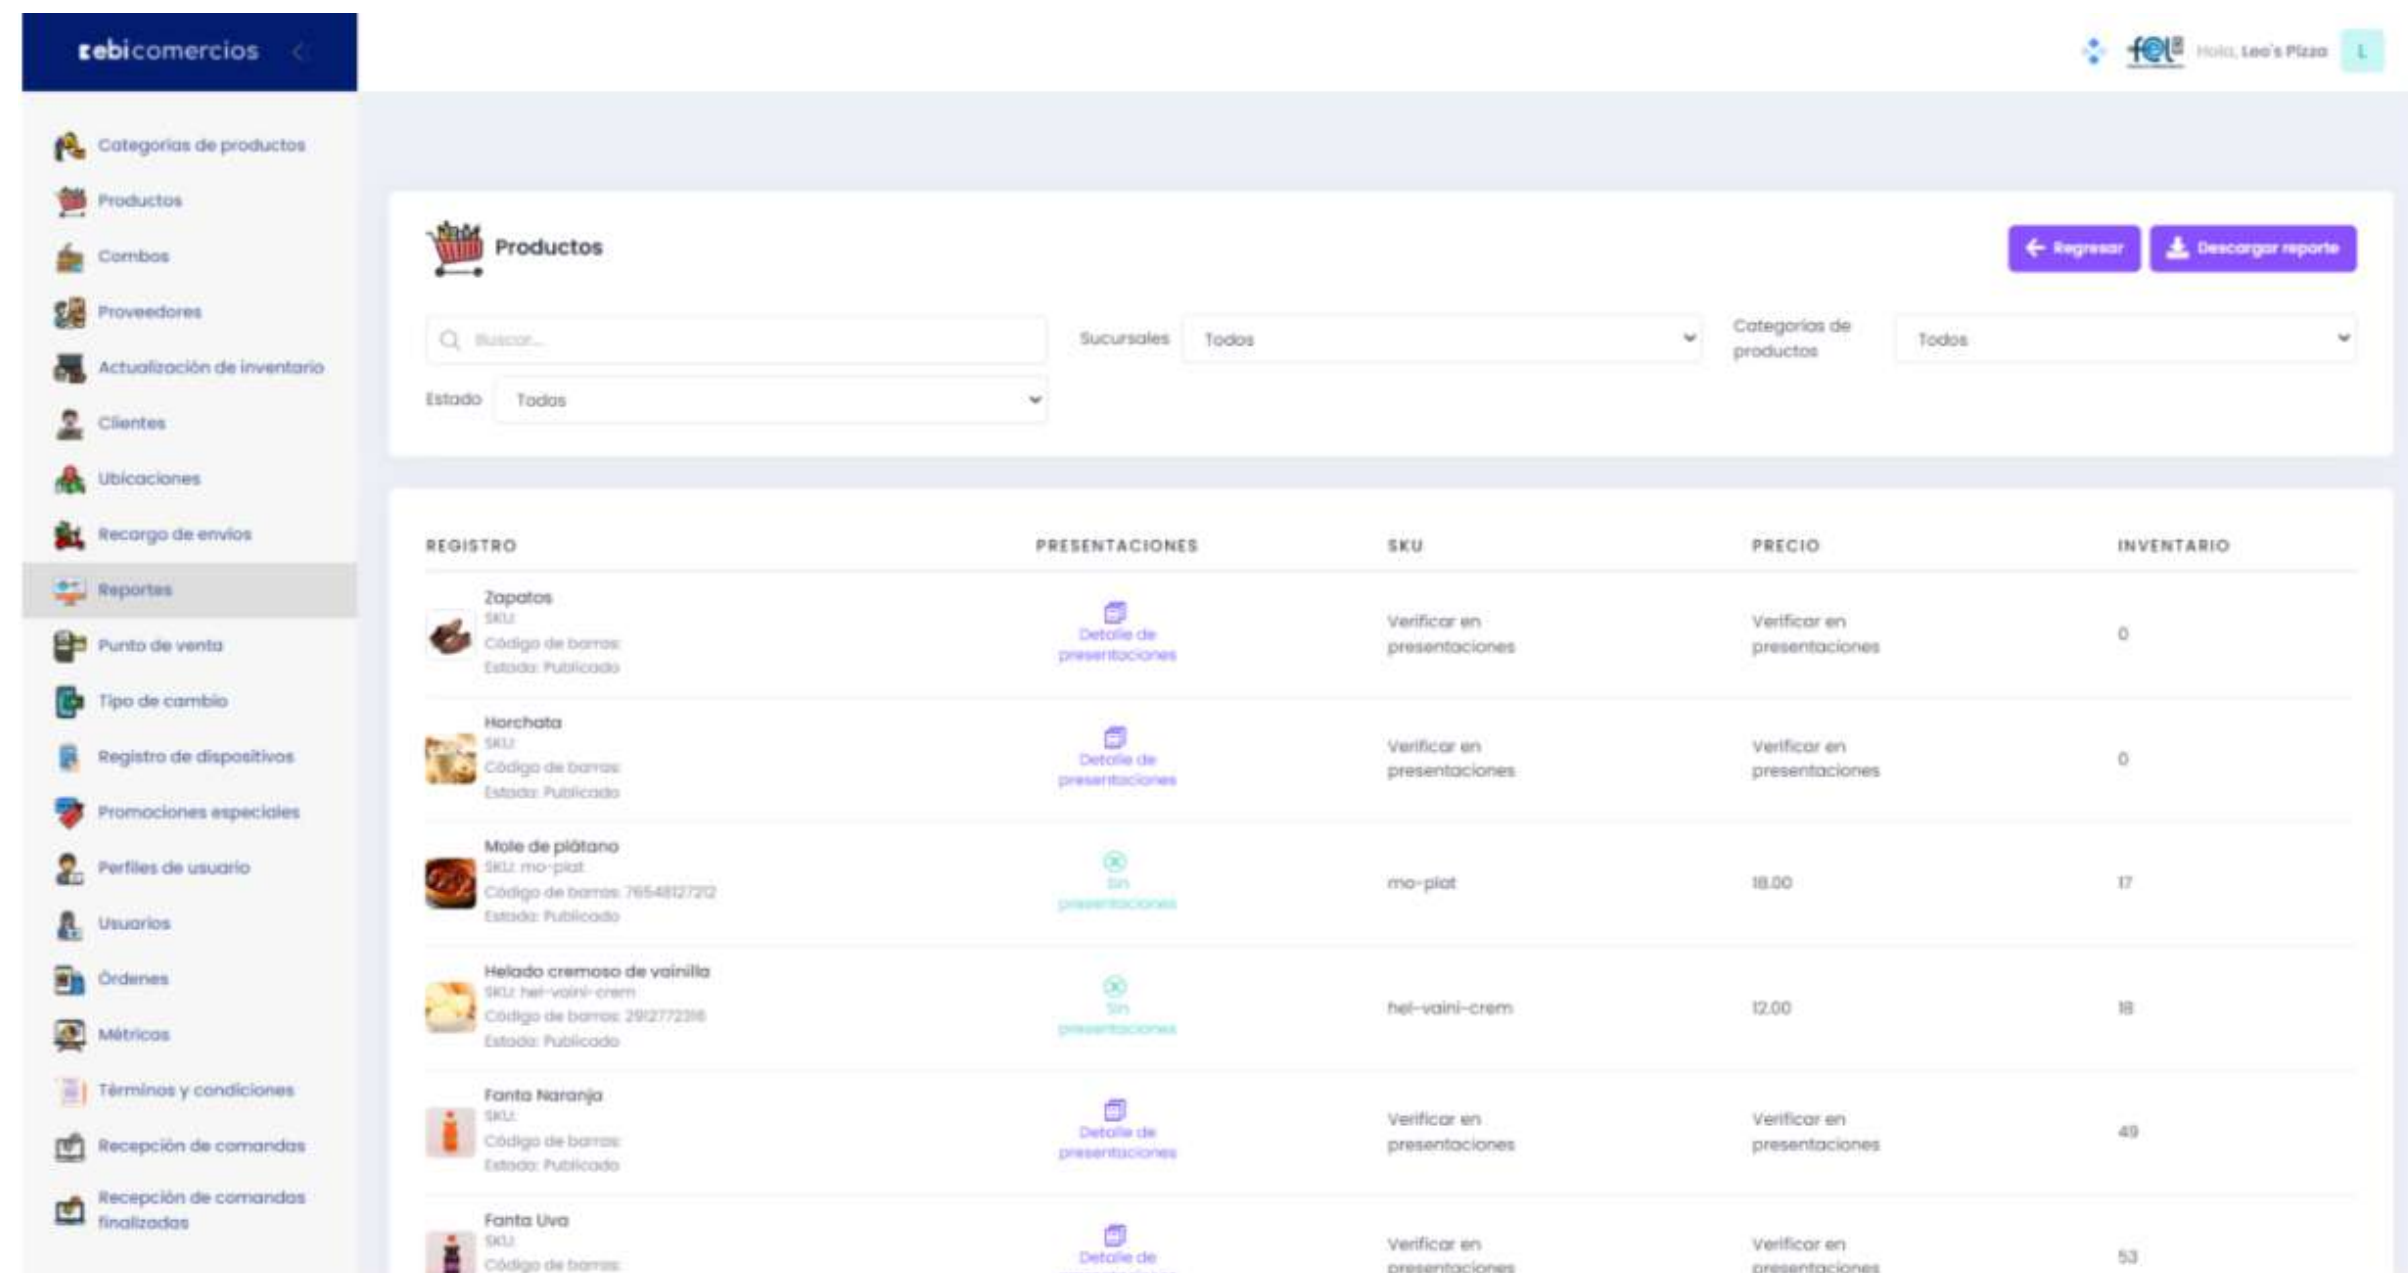 ebi comercios
fel
Hola, Leo's Pizza
L
Categorías de productos
Productos
Combos
Proveedores
Actualización de inventario
Clientes
Ubicaciones
Recargo de envíos
Reportes
Punto de venta
Tipo de cambio
Registro de dispositivos
Promociones especiales
Perfiles de usuario
Usuarios
Órdenes
Métricas
Términos y condiciones
Recepción de comandas
Recepción de comandas
finalizadas
Productos
Regresar
Descargar reporte
Buscar...
Sucursales
Todos
Categorías de
productos
Todos
Estado
Todos
REGISTRO
PRESENTACIONES
SKU
PRECIO
INVENTARIO
Zapatos
SKU:
Código de barras:
Estado: Publicado
Detalle de
presentaciones
Verificar en
presentaciones
Verificar en
presentaciones
0
Horchata
SKU:
Código de barras:
Estado: Publicado
Detalle de
presentaciones
Verificar en
presentaciones
Verificar en
presentaciones
0
Mole de plátano
SKU: mo-plat
Código de barras: 76548127212
Estado: Publicado
Sin
presentaciones
mo-plat
18.00
17
Helado cremoso de vainilla
SKU: hel-vaini-crem
Código de barras: 2912772316
Estado: Publicado
Sin
presentaciones
hel-vaini-crem
12.00
18
Fanta Naranja
SKU:
Código de barras:
Estado: Publicado
Detalle de
presentaciones
Verificar en
presentaciones
Verificar en
presentaciones
49
Fanta Uva
SKU:
Código de barras:
Detalle de
presentaciones
Verificar en
presentaciones
Verificar en
presentaciones
53